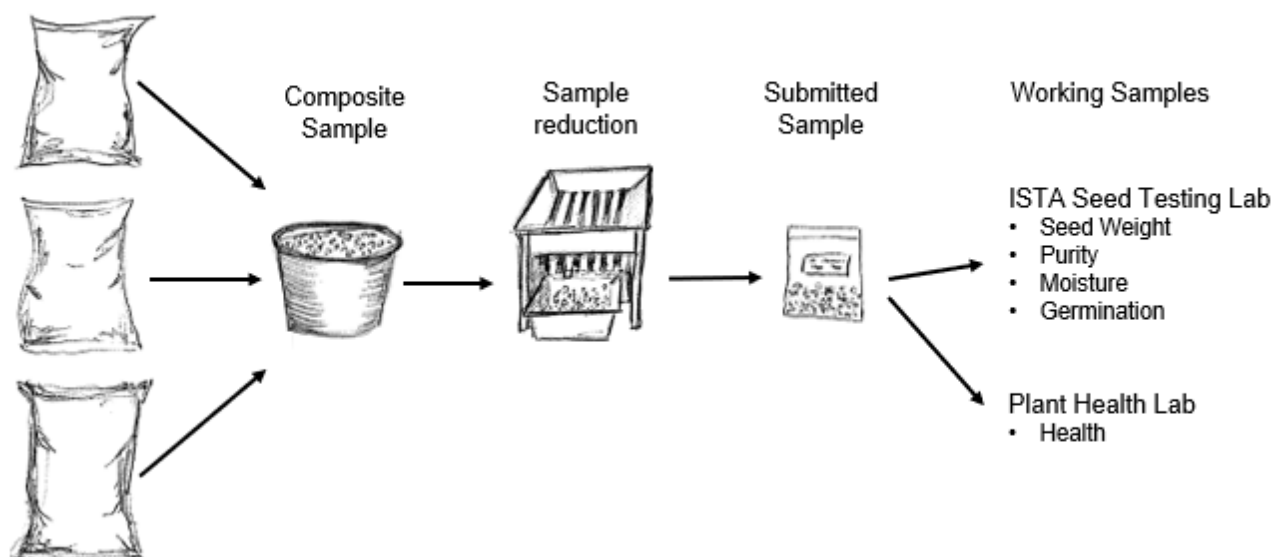 Composite
Sample
Sample
reduction
Submitted
Sample
Working Samples
ISTA Seed Testing Lab
• Seed Weight
• Purity
• Moisture
• Germination
Plant Health Lab
• Health